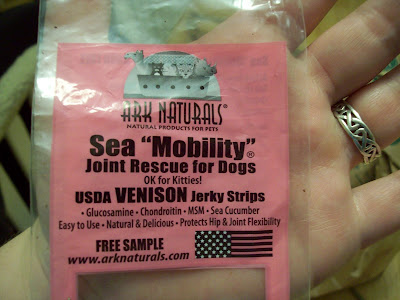 ARK NATURALS®
NATURAL PRODUCTS FOR PETS
Sea "Mobility"®
Joint Rescue for Dogs
OK for Kitties!
USDA VENISON Jerky Strips
• Glucosamine • Chondroitin • MSM • Sea Cucumber
Easy to Use • Natural & Delicious • Protects Hip & Joint Flexibility
FREE SAMPLE
www.arknaturals.com